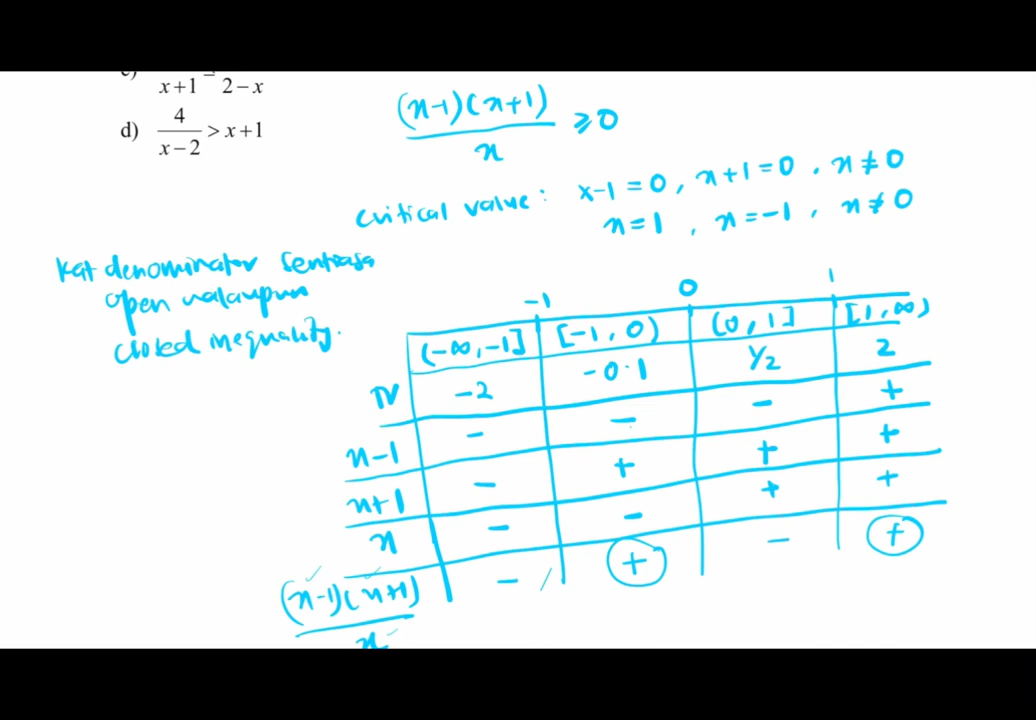 c) x+1 = 2−x
d) 4/(x−2) > x+1
(x-1)(x+1)/x ≥ 0
critical value: x-1=0, x+1=0, x≠0
x=1, x=-1, x≠0
Kat denominator sentiasa
open walaupun
closed inequality.
-1 0 1
(-∞,-1] [-1,0) (0,1] [1,∞)
TV -2 -0.1 1/2 2
x-1 - - - +
x+1 - + + +
x - - + +
(x-1)(x+1)/x - + - +